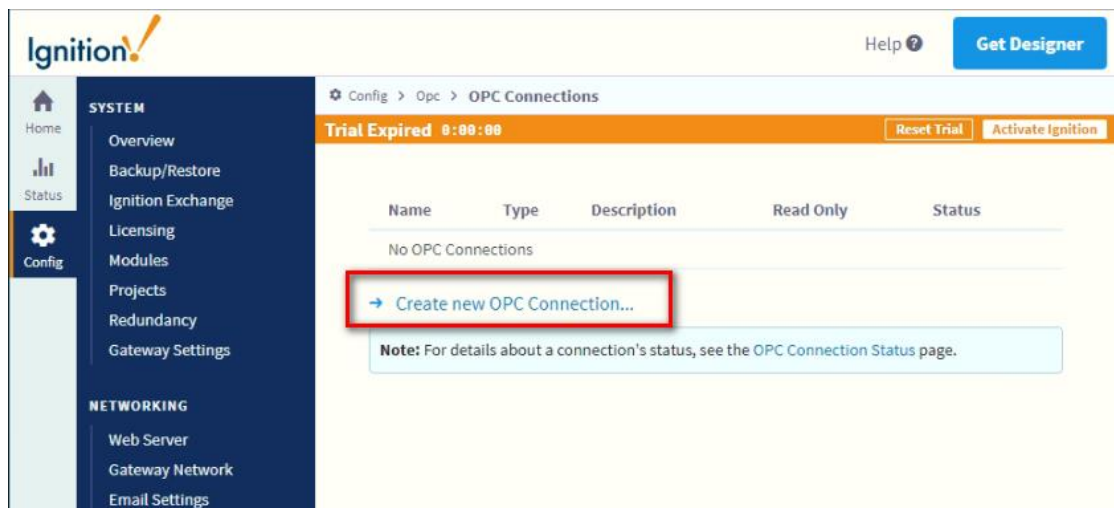 Ignition!
Help ?
Get Designer
Home
Status
Config
SYSTEM
Overview
Backup/Restore
Ignition Exchange
Licensing
Modules
Projects
Redundancy
Gateway Settings
NETWORKING
Web Server
Gateway Network
Email Settings
Config > Opc > OPC Connections
Trial Expired 0:00:00 Reset Trial Activate Ignition
Name Type Description Read Only Status
No OPC Connections
→ Create new OPC Connection...
Note: For details about a connection's status, see the OPC Connection Status page.